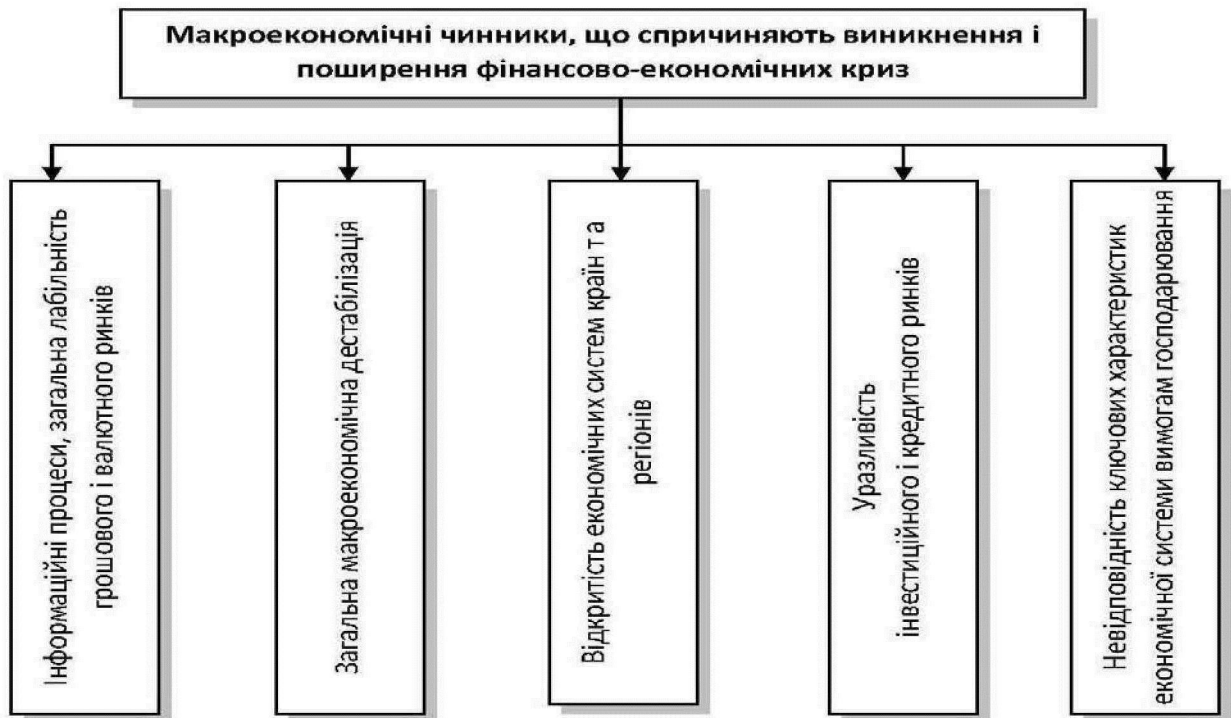 Макроекономічні чинники, що спричиняють виникнення і
поширення фінансово-економічних криз
Інформаційні процеси, загальна лабільність
грошового і валютного ринків
Загальна макроекономічна дестабілізація
Відкритість економічних систем країн т а
регіонів
Уразливість
інвестиційного і кредитного ринків
Невідповідність ключових характеристик
економічної системи вимогам господарювання